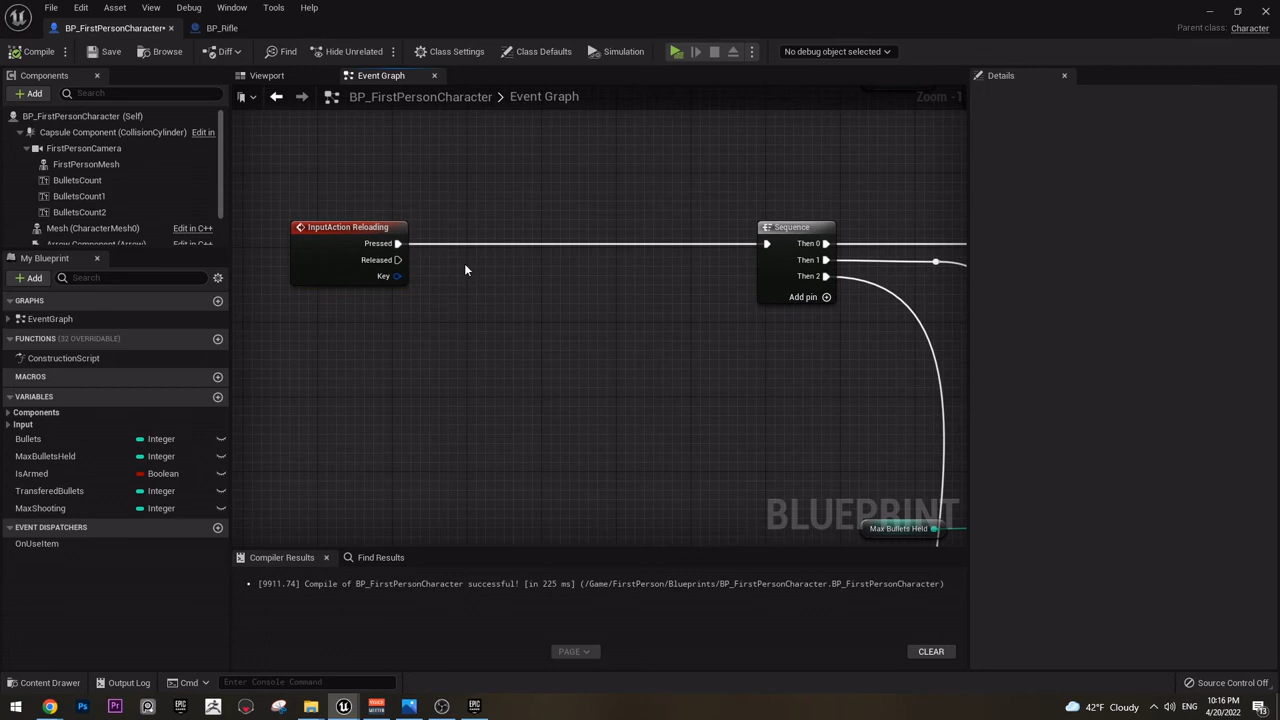 File Edit Asset View Debug Window Tools Help
BP_FirstPersonCharacter*
BP_Rifle
Parent class: Character
Compile
Save
Browse
Diff
Find
Hide Unrelated
Class Settings
Class Defaults
Simulation
No debug object selected
Components
Add
Search
BP_FirstPersonCharacter (Self)
Capsule Component (CollisionCylinder) Edit in
FirstPersonCamera
FirstPersonMesh
BulletsCount
BulletsCount1
BulletsCount2
Mesh (CharacterMesh0) Edit in C++
Arrow Component (Arrow) Edit in C++
My Blueprint
Add
Search
GRAPHS
EventGraph
FUNCTIONS (32 OVERRIDABLE)
ConstructionScript
MACROS
VARIABLES
Components
Input
Bullets Integer
MaxBulletsHeld Integer
IsArmed Boolean
TransferedBullets Integer
MaxShooting Integer
EVENT DISPATCHERS
OnUseItem
Viewport
Event Graph
BP_FirstPersonCharacter > Event Graph
Zoom -1
InputAction Reloading
Pressed
Released
Key
Sequence
Then 0
Then 1
Then 2
Add pin
BLUEPRINT
Max Bullets Held
Compiler Results
Find Results
[9911.74] Compile of BP_FirstPersonCharacter successful! [in 225 ms] (/Game/FirstPerson/Blueprints/BP_FirstPersonCharacter.BP_FirstPersonCharacter)
PAGE
CLEAR
Details
Content Drawer
Output Log
Cmd
Enter Console Command
Source Control Off
42°F Cloudy
ENG
10:16 PM
4/20/2022